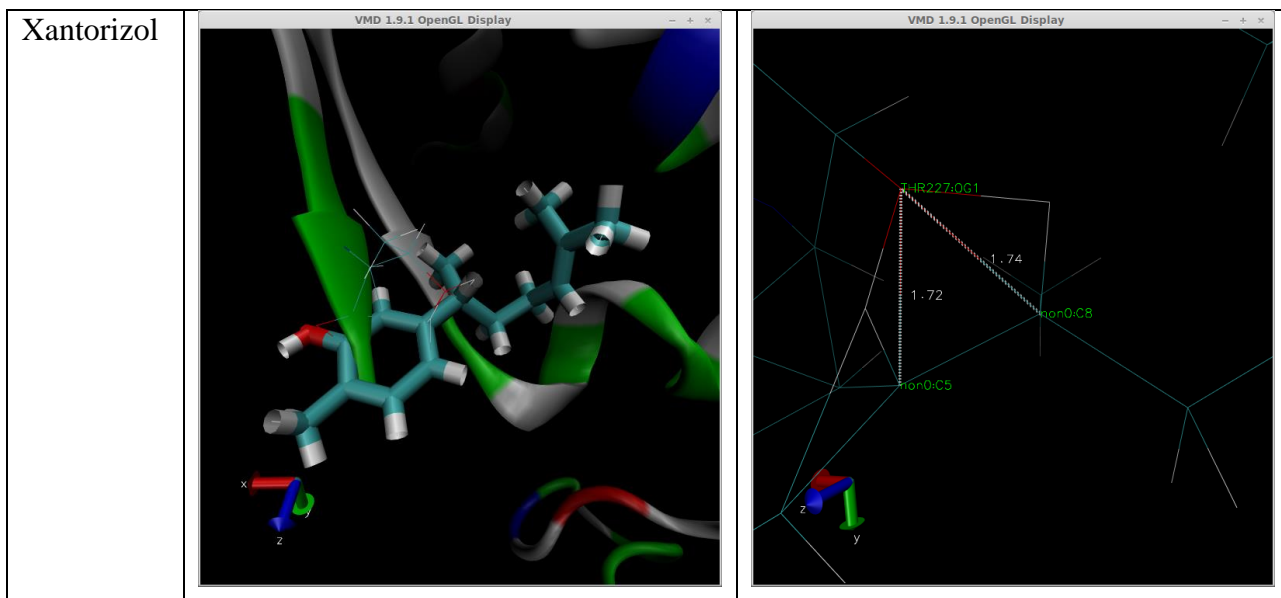 Xantorizol
VMD 1.9.1 OpenGL Display
x
y
z
VMD 1.9.1 OpenGL Display
THR227:OG1
1.74
1.72
non0:C8
non0:C5
z
y